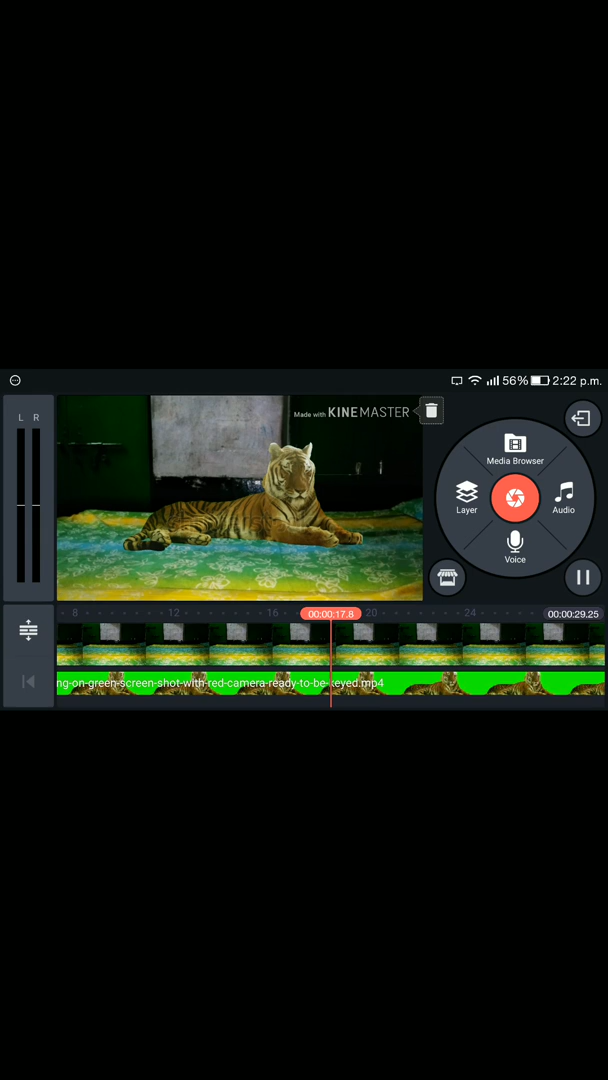 56% 2:22 p.m.
L R
Made with KINEMASTER
Media Browser
Layer
Audio
Voice
8 12 16 00:00:17.8 20 24 00:00:29.25
ng-on-green-screen-shot-with-red-camera-ready-to-be-keyed.mp4